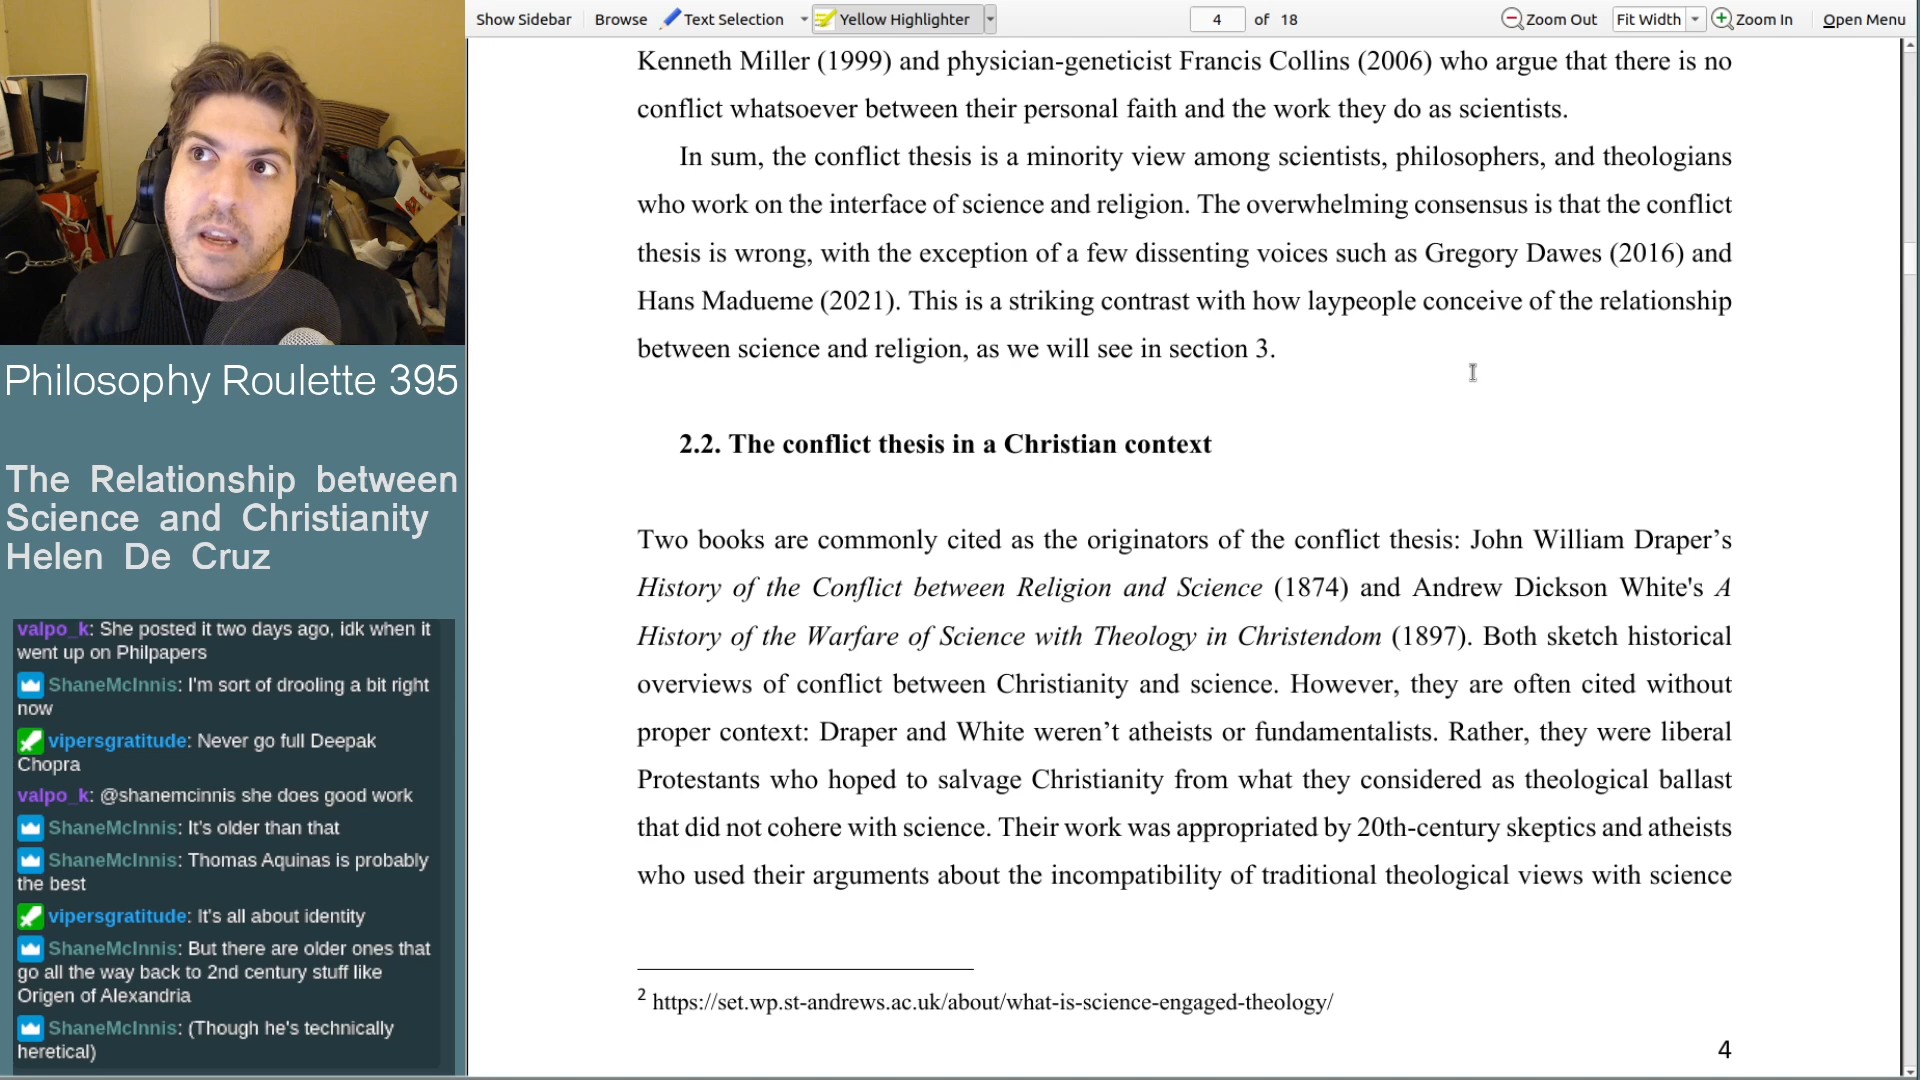 Show Sidebar Browse Text Selection Yellow Highlighter 4 of 18 Zoom Out Fit Width Zoom In Open Menu
Kenneth Miller (1999) and physician-geneticist Francis Collins (2006) who argue that there is no
conflict whatsoever between their personal faith and the work they do as scientists.
In sum, the conflict thesis is a minority view among scientists, philosophers, and theologians
who work on the interface of science and religion. The overwhelming consensus is that the conflict
thesis is wrong, with the exception of a few dissenting voices such as Gregory Dawes (2016) and
Hans Madueme (2021). This is a striking contrast with how laypeople conceive of the relationship
between science and religion, as we will see in section 3.
2.2. The conflict thesis in a Christian context
Two books are commonly cited as the originators of the conflict thesis: John William Draper’s
History of the Conflict between Religion and Science (1874) and Andrew Dickson White's A
History of the Warfare of Science with Theology in Christendom (1897). Both sketch historical
overviews of conflict between Christianity and science. However, they are often cited without
proper context: Draper and White weren’t atheists or fundamentalists. Rather, they were liberal
Protestants who hoped to salvage Christianity from what they considered as theological ballast
that did not cohere with science. Their work was appropriated by 20th-century skeptics and atheists
who used their arguments about the incompatibility of traditional theological views with science
2 https://set.wp.st-andrews.ac.uk/about/what-is-science-engaged-theology/
4
Philosophy Roulette 395
The Relationship between
Science and Christianity
Helen De Cruz
valpo_k: She posted it two days ago, idk when it
went up on Philpapers
ShaneMcInnis: I'm sort of drooling a bit right
now
vipersgratitude: Never go full Deepak
Chopra
valpo_k: @shanemcinnis she does good work
ShaneMcInnis: It's older than that
ShaneMcInnis: Thomas Aquinas is probably
the best
vipersgratitude: It's all about identity
ShaneMcInnis: But there are older ones that
go all the way back to 2nd century stuff like
Origen of Alexandria
ShaneMcInnis: (Though he's technically
heretical)